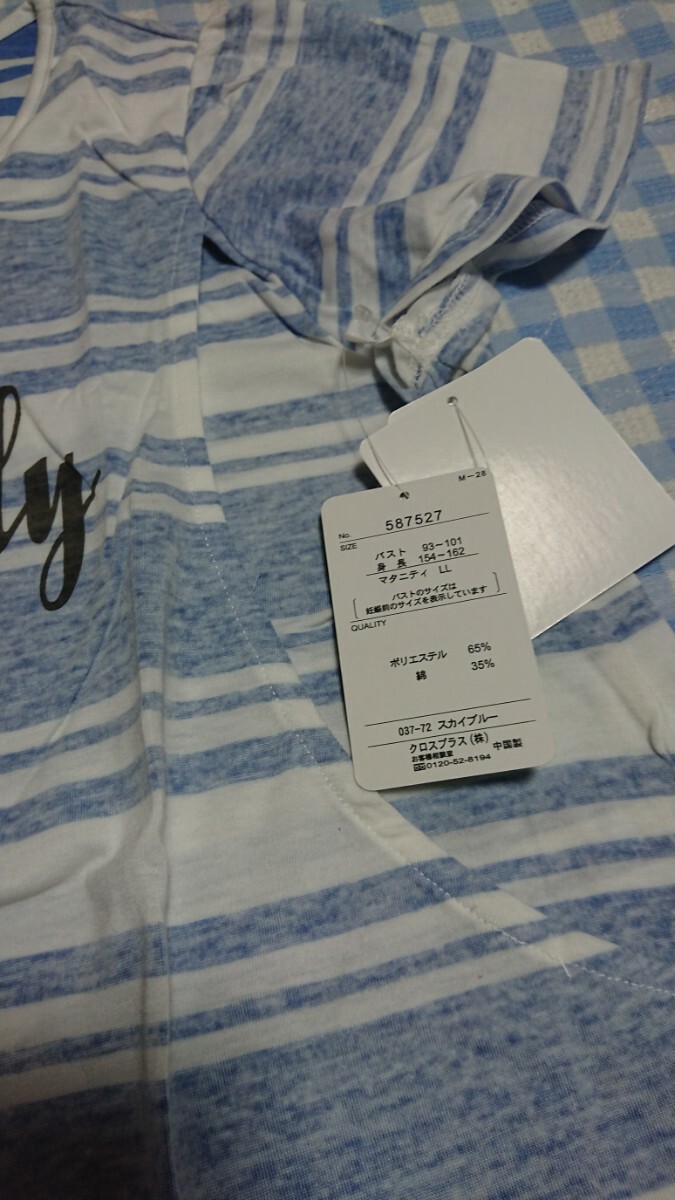 ly
M-28
No. 587527
SIZE
バスト 93-101
身長 154-162
マタニティ LL
[バストのサイズは
妊娠前のサイズを表示しています]
QUALITY
ポリエステル 65%
綿 35%
037-72 スカイブルー
クロスプラス(株) 中国製
お客様相談室
0120-52-8194